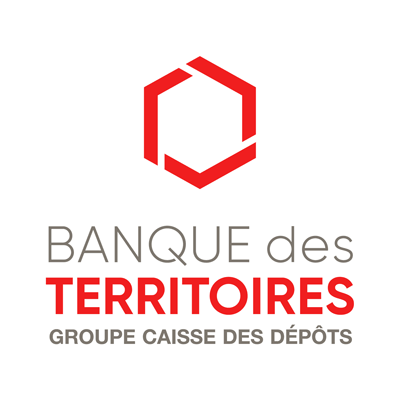 BANQUE des
TERRITOIRES
GROUPE CAISSE DES DÉPÔTS